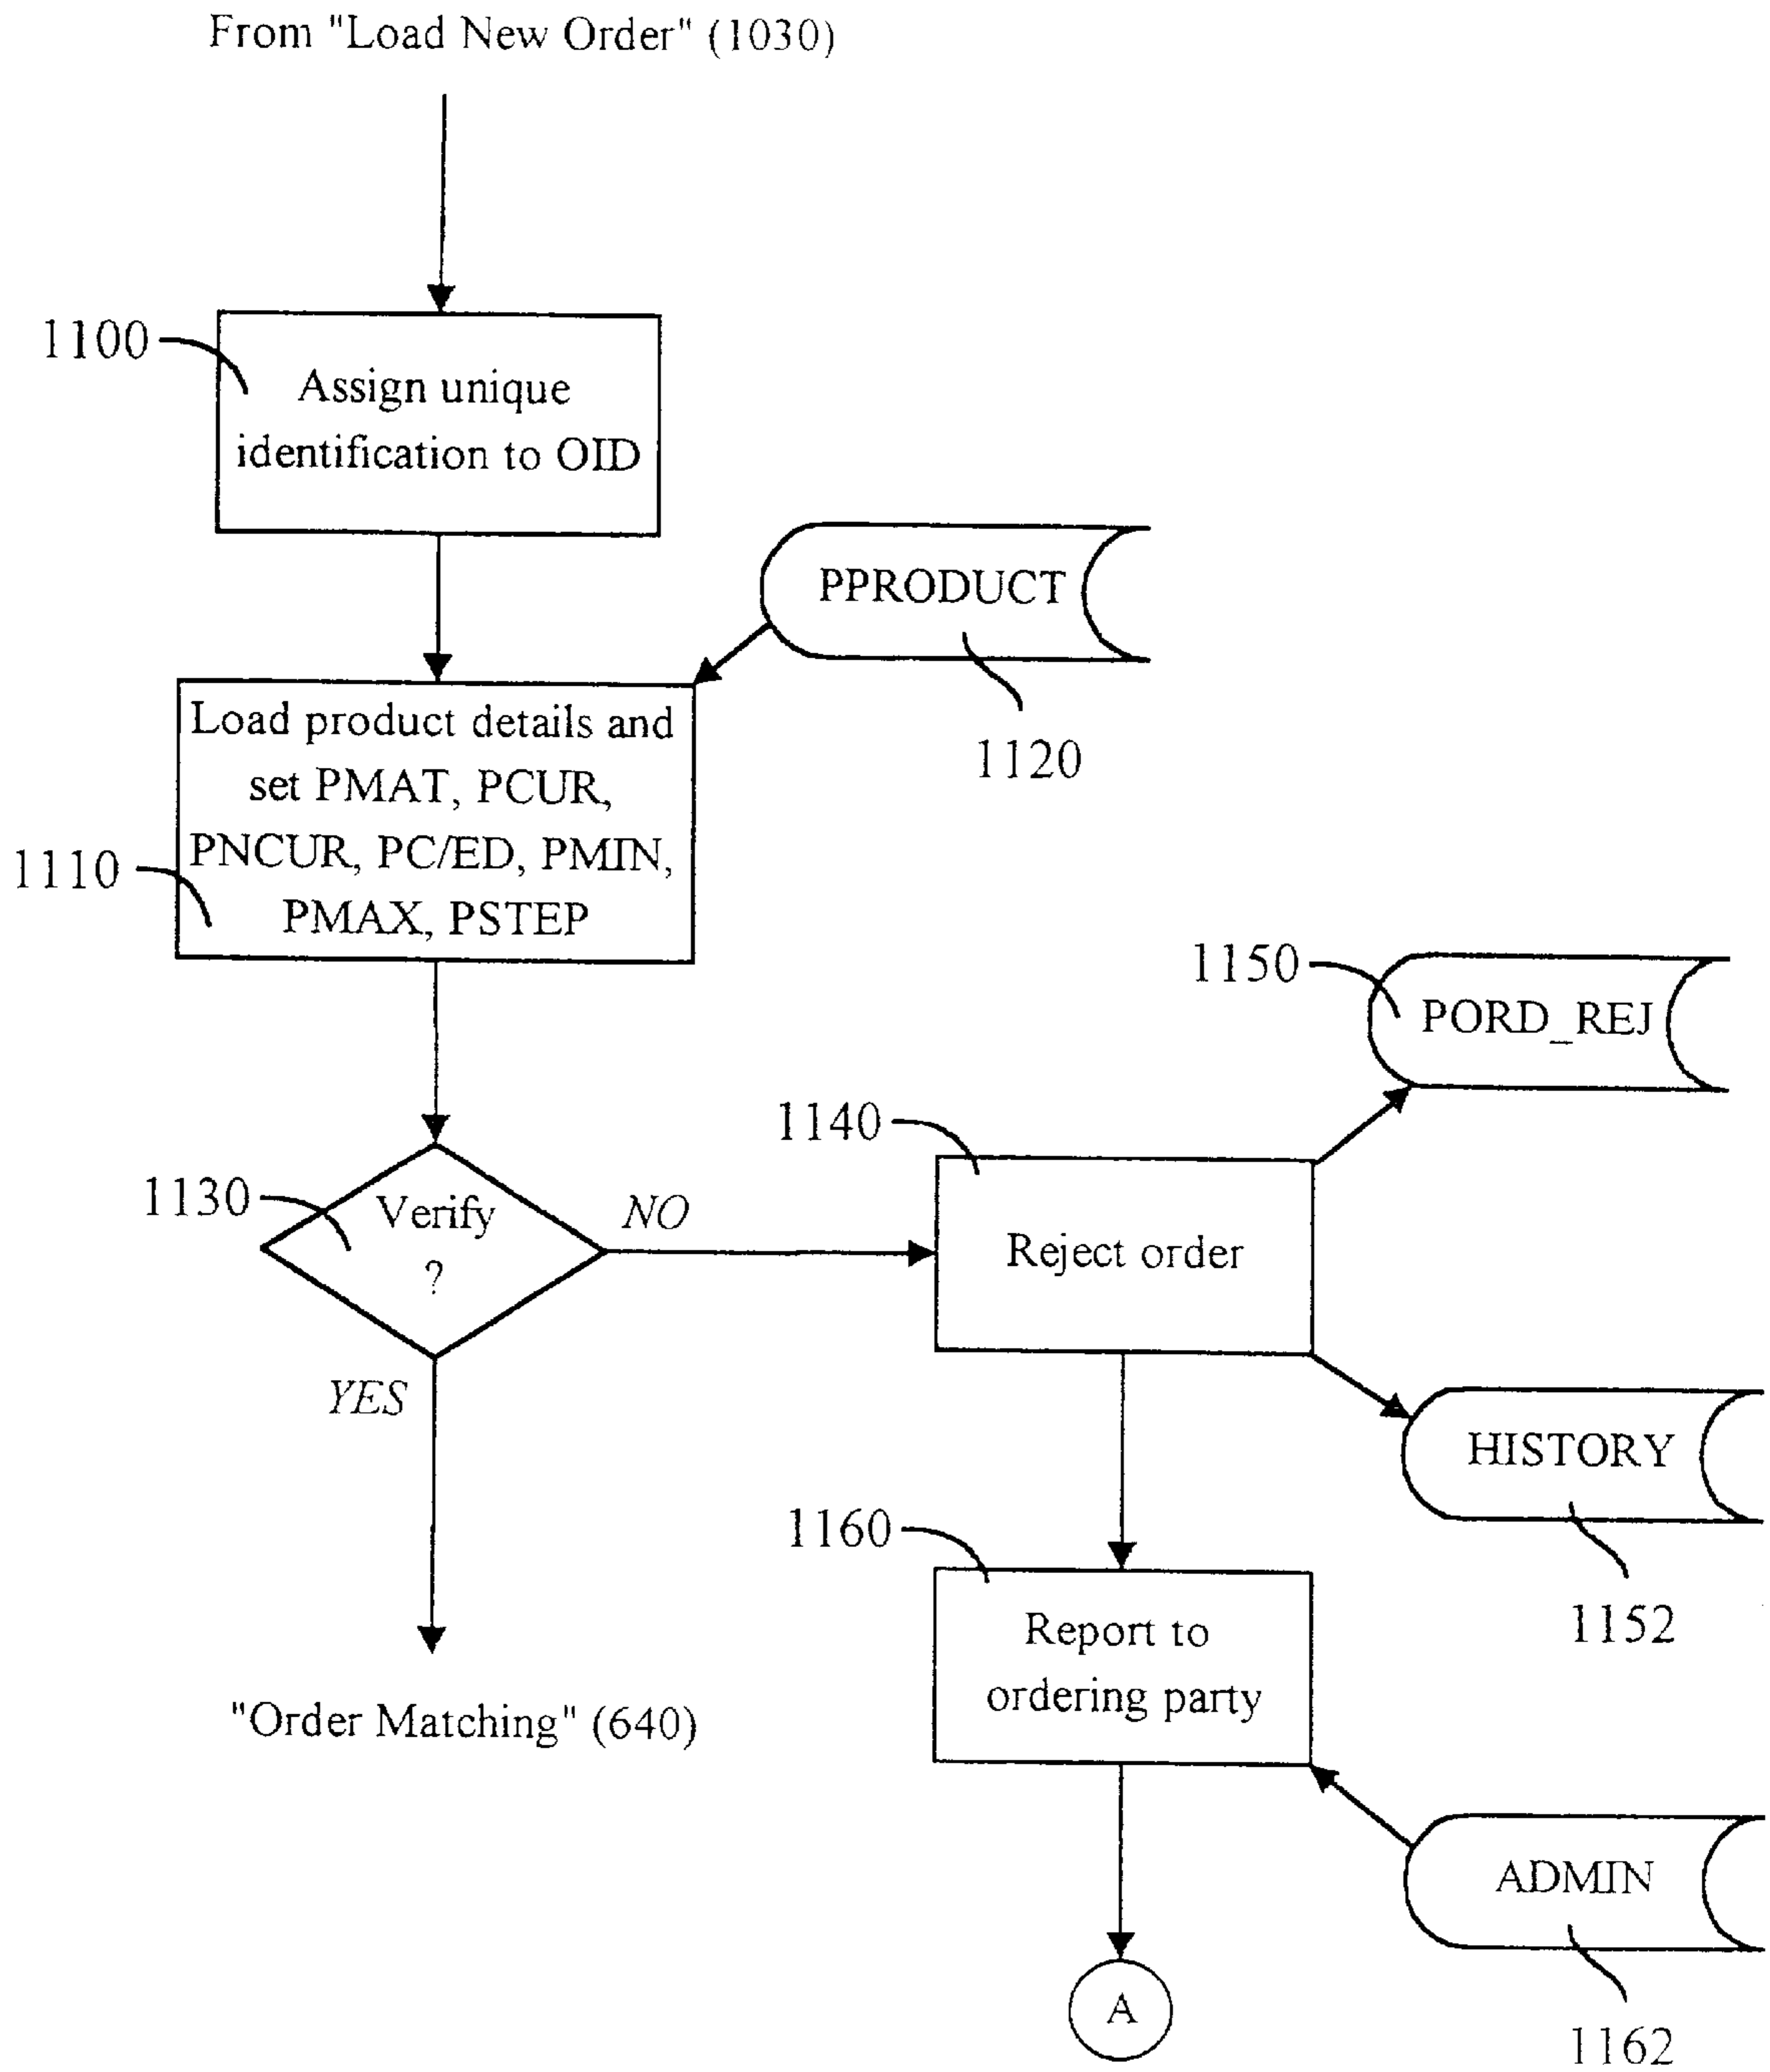 From "Load New Order" (1030)
1100
Assign unique
identification to OID
PPRODUCT
1120
Load product details and
set PMAT, PCUR,
PNCUR, PC/ED, PMIN,
PMAX, PSTEP
1110
1150
PORD_REJ
1140
1130
Verify
?
NO
Reject order
YES
HISTORY
1152
1160
Report to
ordering party
"Order Matching" (640)
ADMIN
1162
A